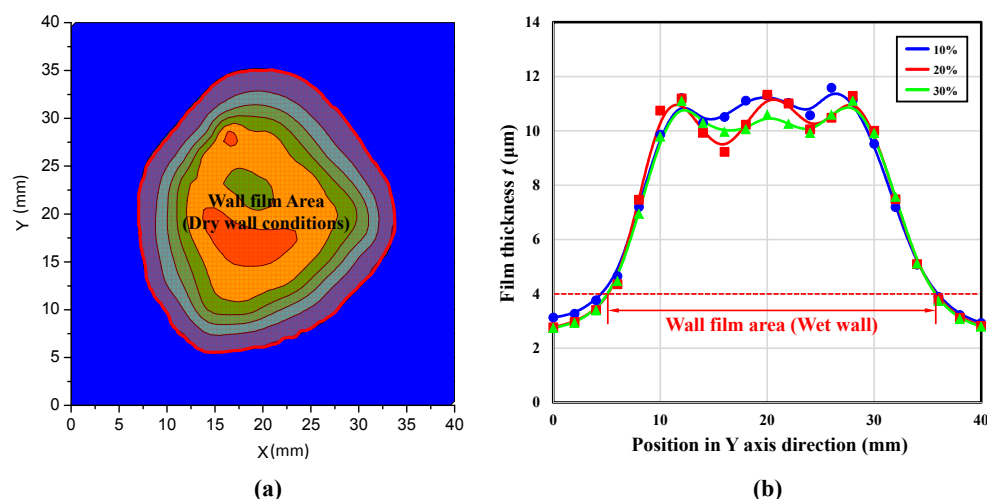 40
35
30
25
20
15
10
5
0
Y (mm)
Wall film Area
(Dry wall conditions)
0 5 10 15 20 25 30 35 40
X (mm)
(a)
14
12
10
8
6
4
2
0
Film thickness t (μm)
10%
20%
30%
Wall film area (Wet wall)
0 10 20 30 40
Position in Y axis direction (mm)
(b)